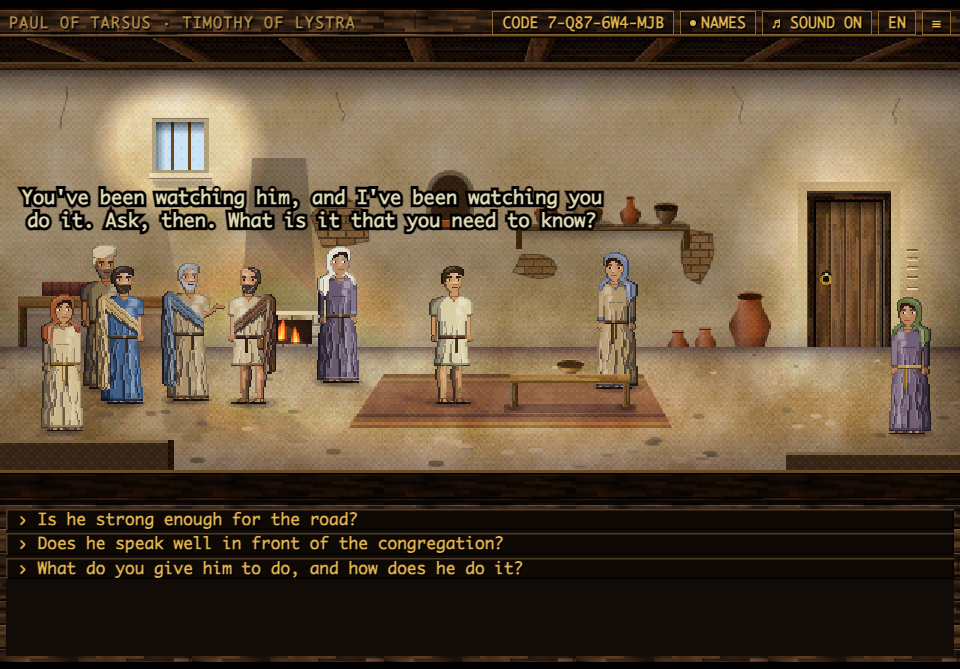 PAUL OF TARSUS · TIMOTHY OF LYSTRA
CODE 7-Q87-6W4-MJB
• NAMES
♬ SOUND ON
EN
≡
You've been watching him, and I've been watching you
do it. Ask, then. What is it that you need to know?
› Is he strong enough for the road?
› Does he speak well in front of the congregation?
› What do you give him to do, and how does he do it?